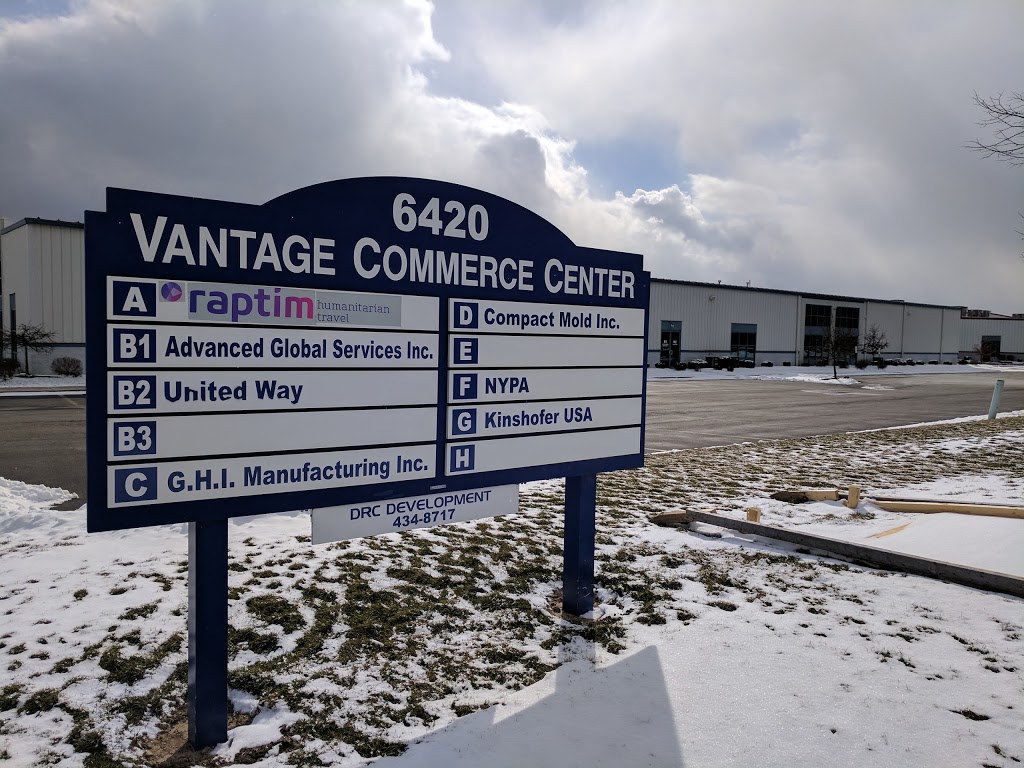 6420
VANTAGE COMMERCE CENTER
A raptim humanitarian
travel
B1 Advanced Global Services Inc.
B2 United Way
B3
C G.H.I. Manufacturing Inc.
D Compact Mold Inc.
E
F NYPA
G Kinshofer USA
H
DRC DEVELOPMENT
434-8717